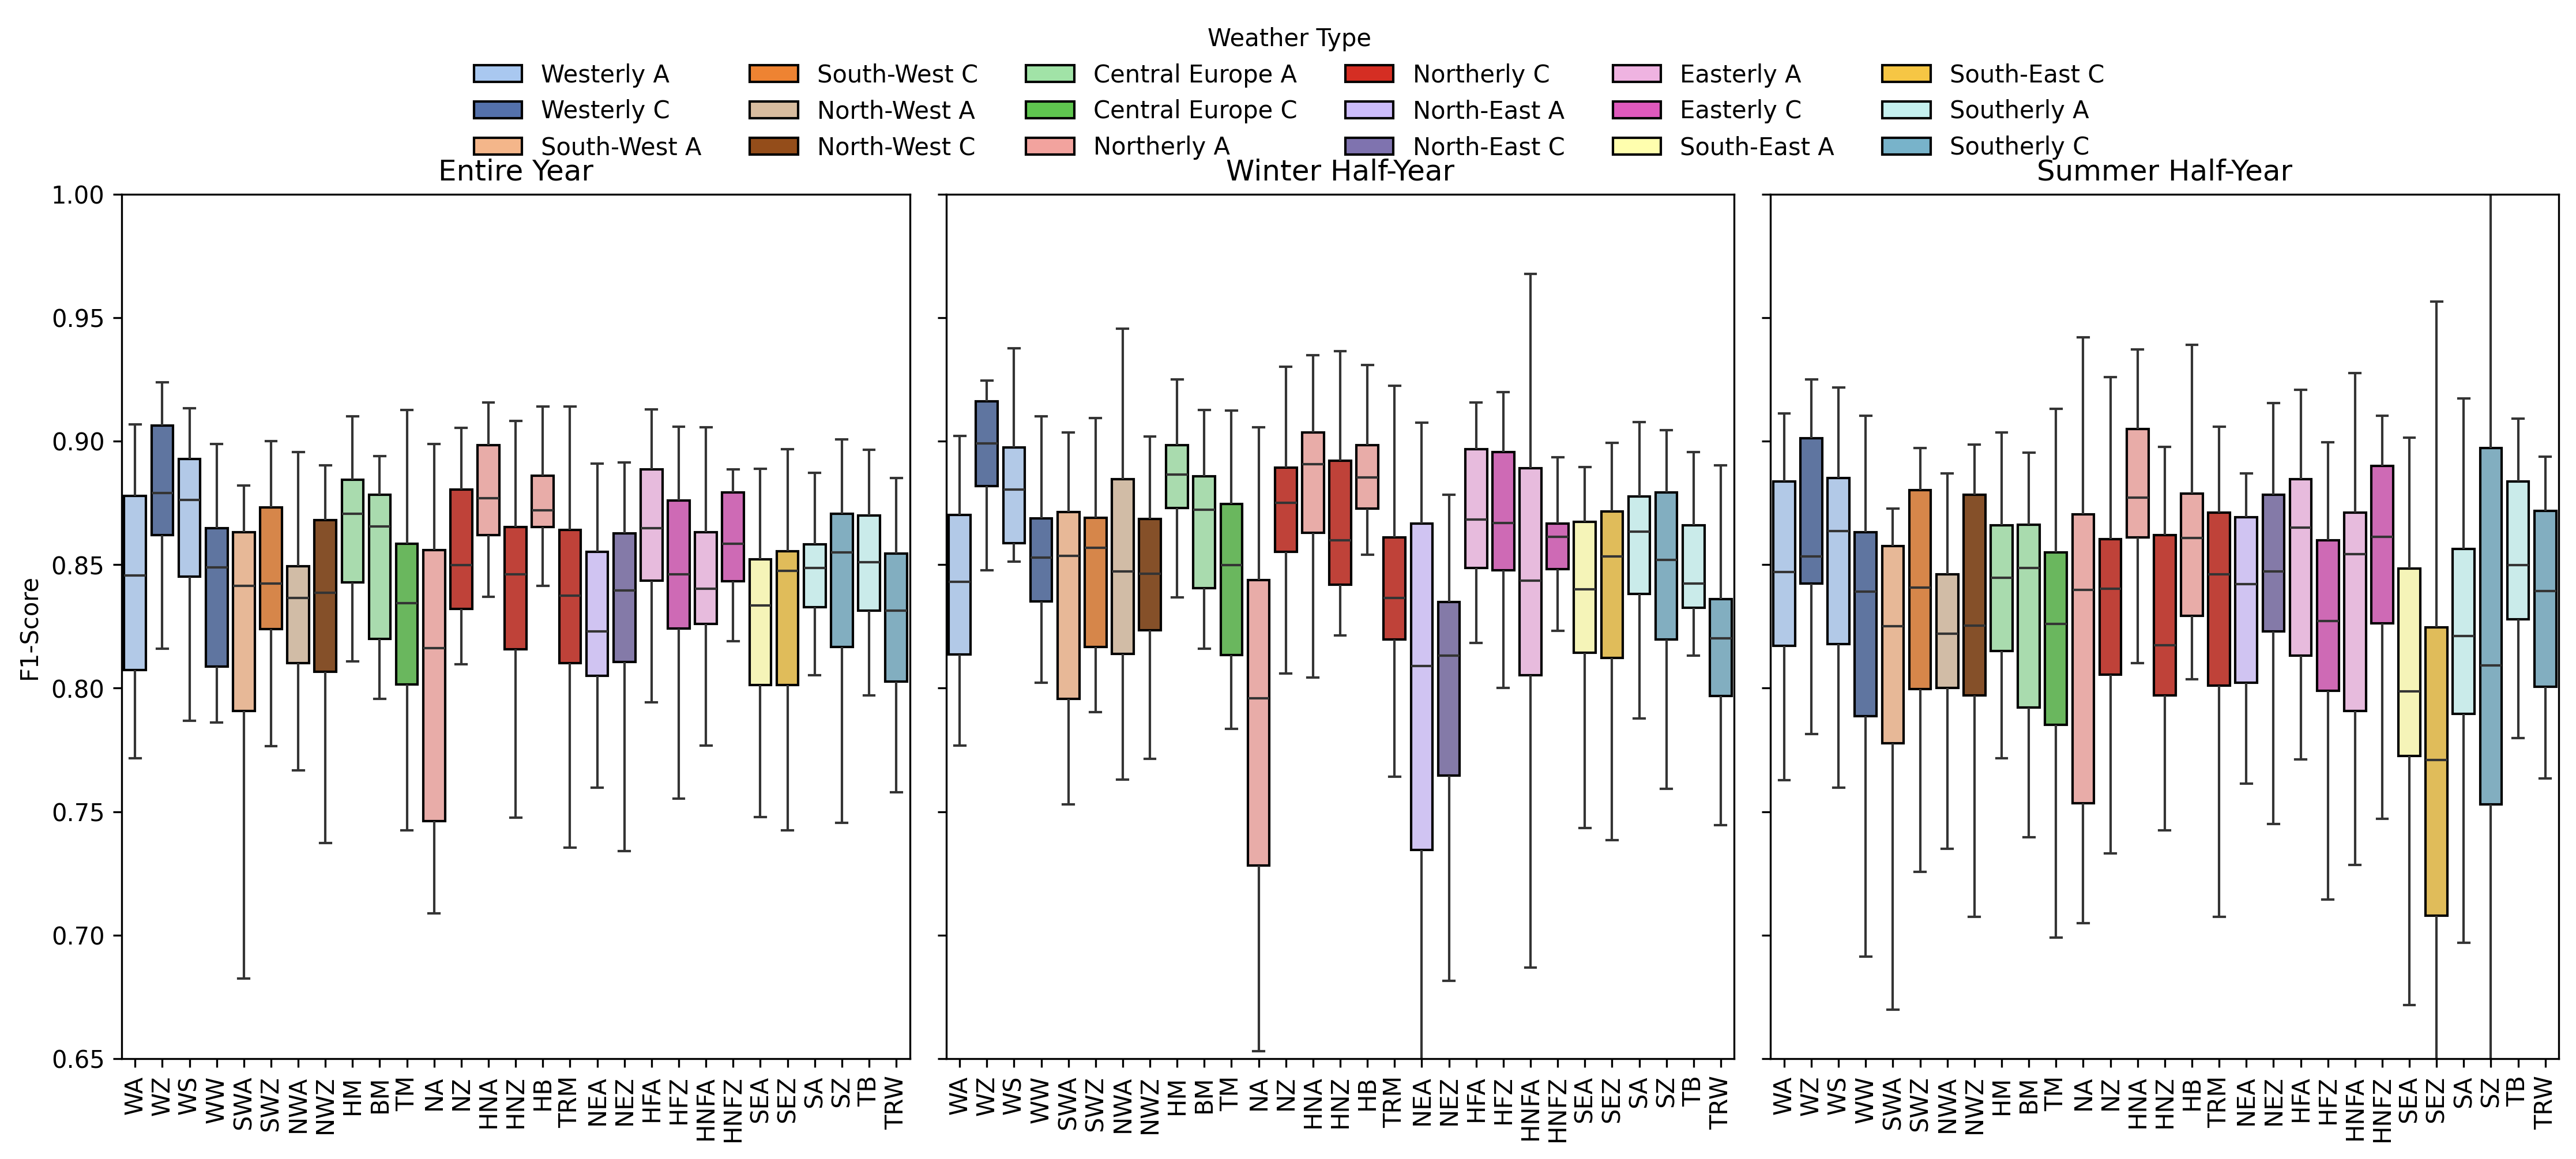 Weather Type
Westerly A South-West C Central Europe A Northerly C Easterly A South-East C
Westerly C North-West A Central Europe C North-East A Easterly C Southerly A
South-West A North-West C Northerly A North-East C South-East A Southerly C
Entire Year Winter Half-Year Summer Half-Year
F1-Score
1.00
0.95
0.90
0.85
0.80
0.75
0.70
0.65
WA WZ WS WW SWA SWZ NWA NWZ HM BM TM NA NZ HNA HNZ HB TRM NEA NEZ HFA HFZ HNFA HNFZ SEA SEZ SA SZ TB TRW
WA WZ WS WW SWA SWZ NWA NWZ HM BM TM NA NZ HNA HNZ HB TRM NEA NEZ HFA HFZ HNFA HNFZ SEA SEZ SA SZ TB TRW
WA WZ WS WW SWA SWZ NWA NWZ HM BM TM NA NZ HNA HNZ HB TRM NEA NEZ HFA HFZ HNFA HNFZ SEA SEZ SA SZ TB TRW